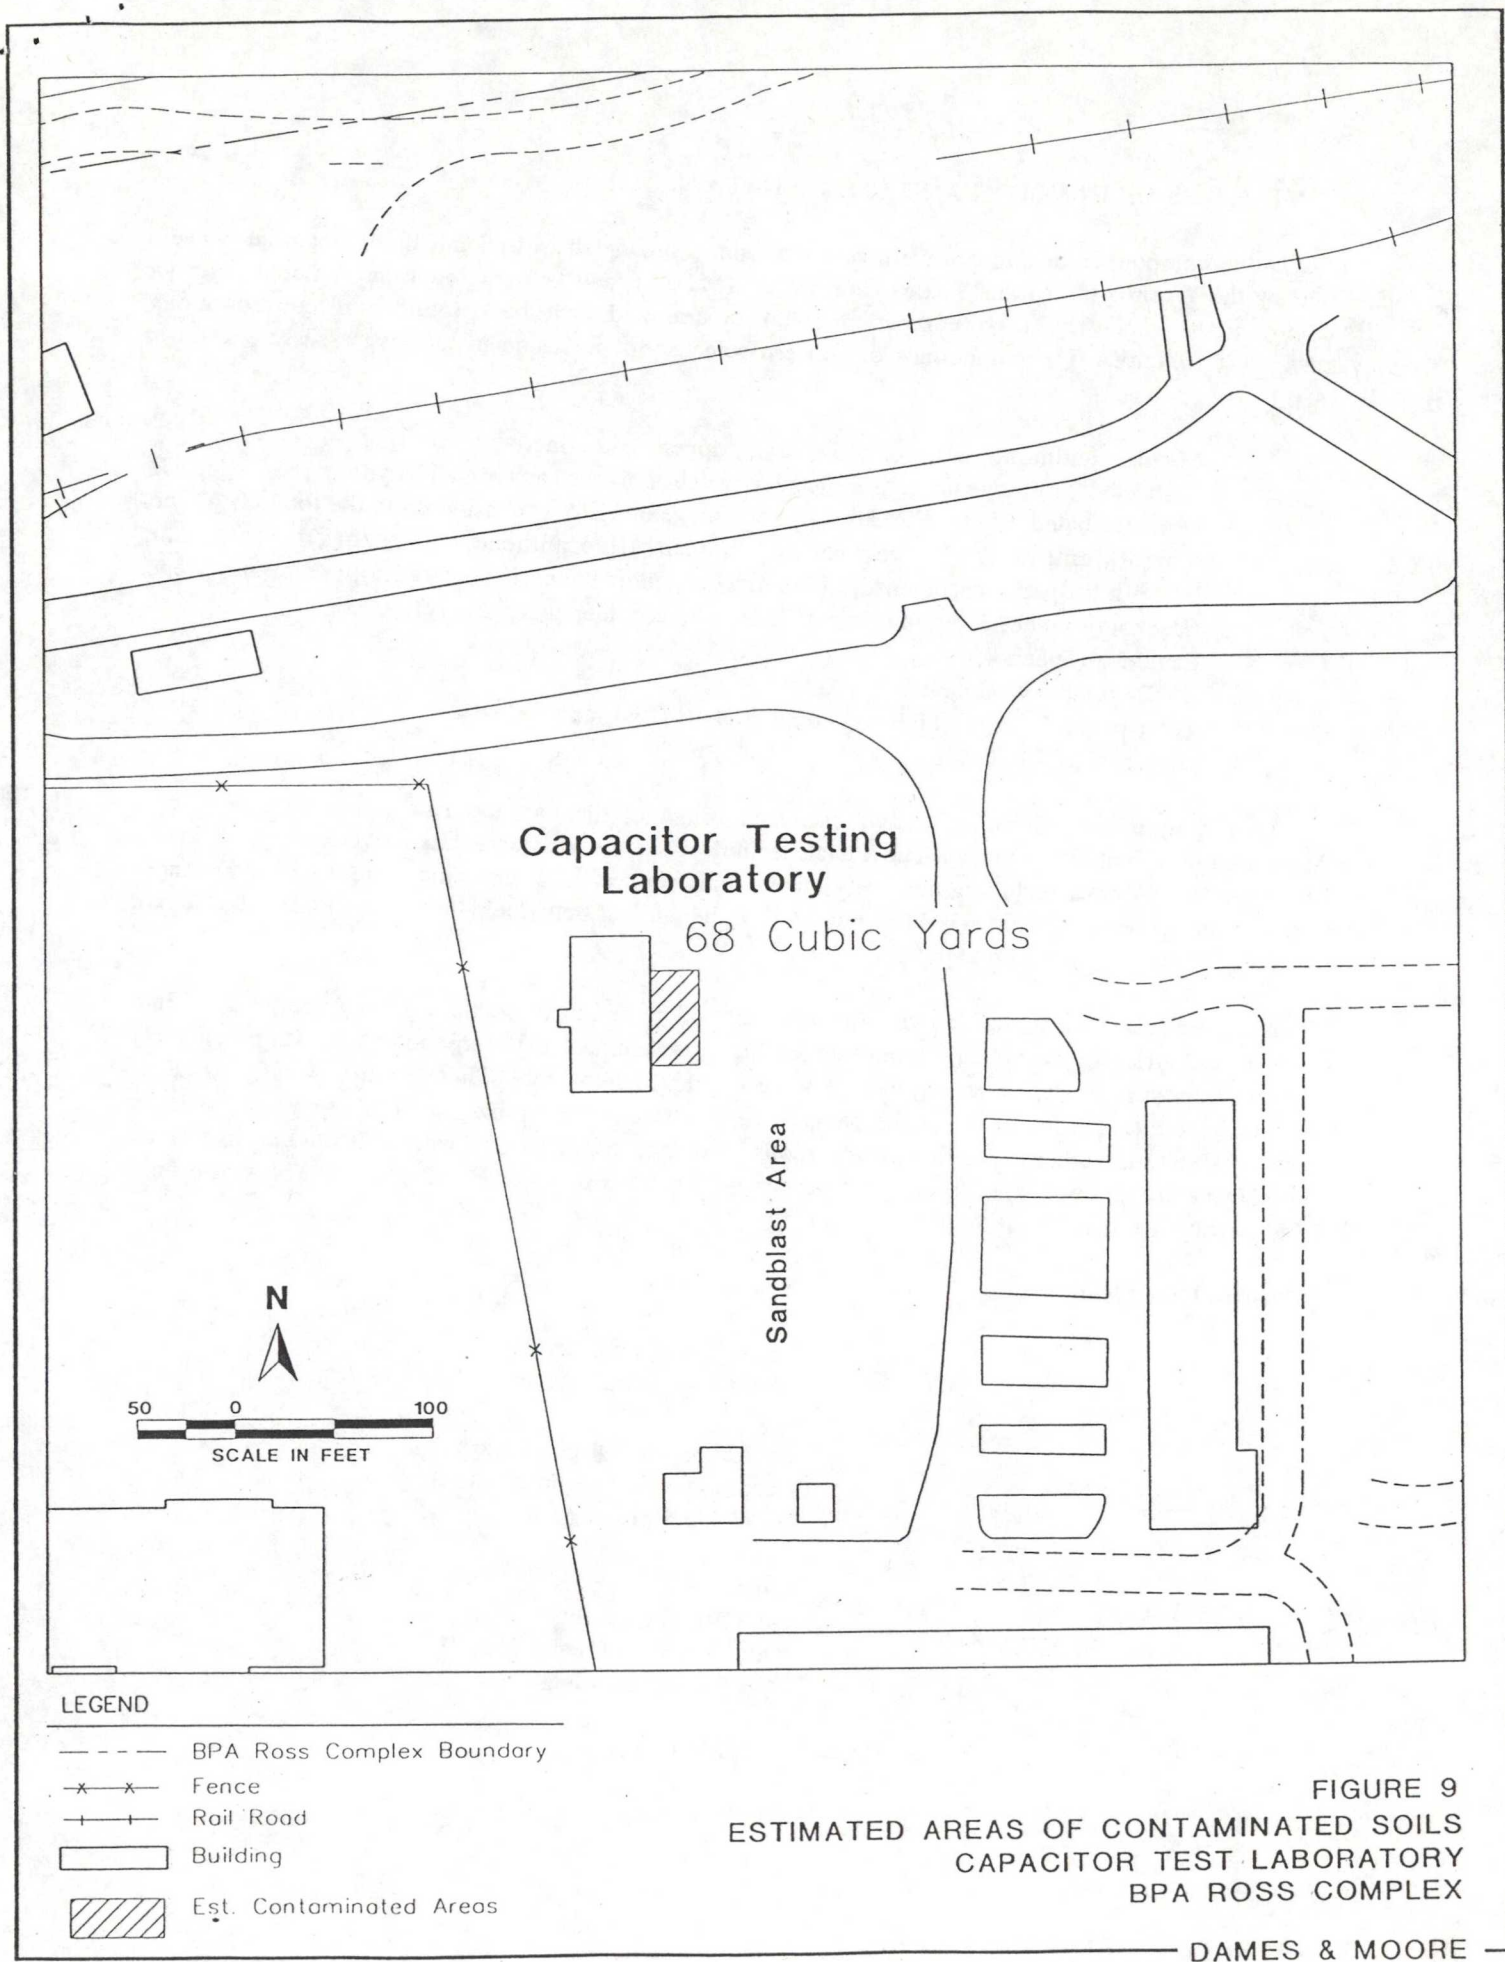 Capacitor Testing
Laboratory
68 Cubic Yards
Sandblast Area
N
50 0 100
SCALE IN FEET
LEGEND
BPA Ross Complex Boundary
Fence
Rail Road
Building
Est. Contaminated Areas
FIGURE 9
ESTIMATED AREAS OF CONTAMINATED SOILS
CAPACITOR TEST LABORATORY
BPA ROSS COMPLEX
DAMES & MOORE